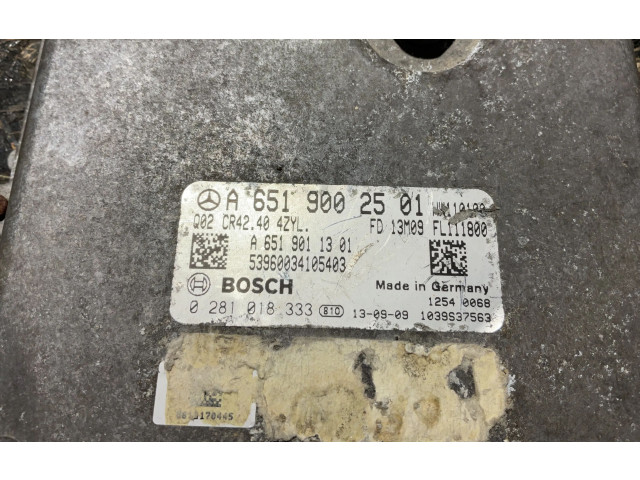 A 651 900 25 01
Q02 CR42.40 4ZYL. FD 13M09 FL111800
A 651 901 13 01
53960034105403
BOSCH Made in Germany
1254 0068
0 281 018 333 810 13-09-09 1039S37563